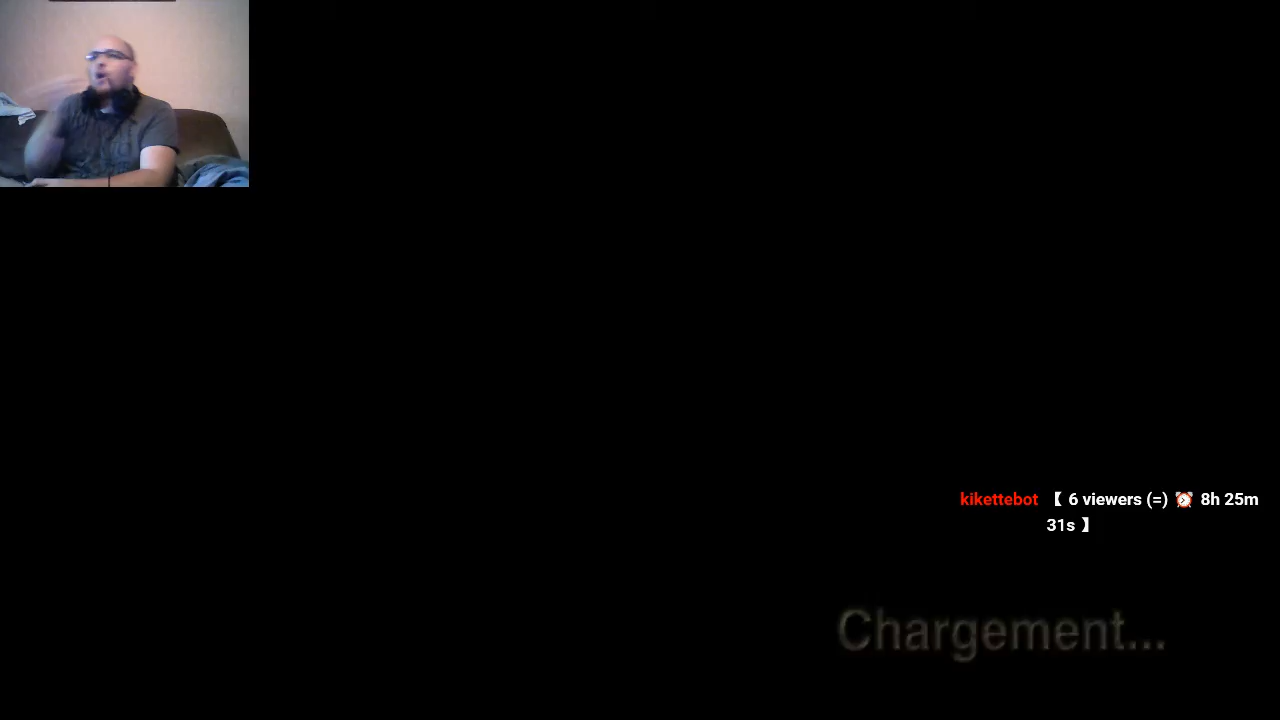 kikettebot 【 6 viewers (=) ⏰ 8h 25m
31s 】
Chargement...